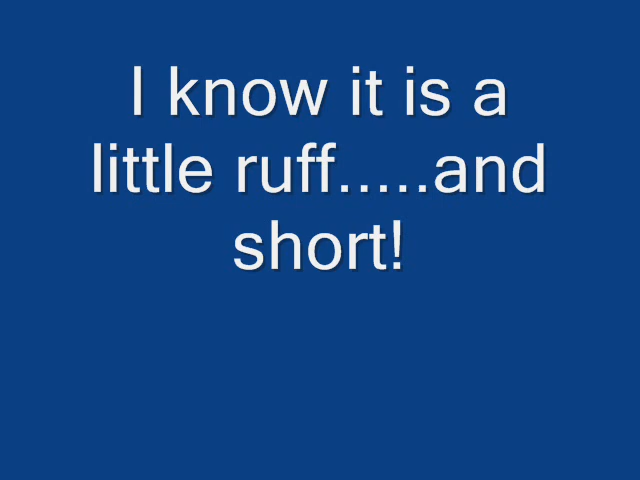 I know it is a
little ruff.....and
short!